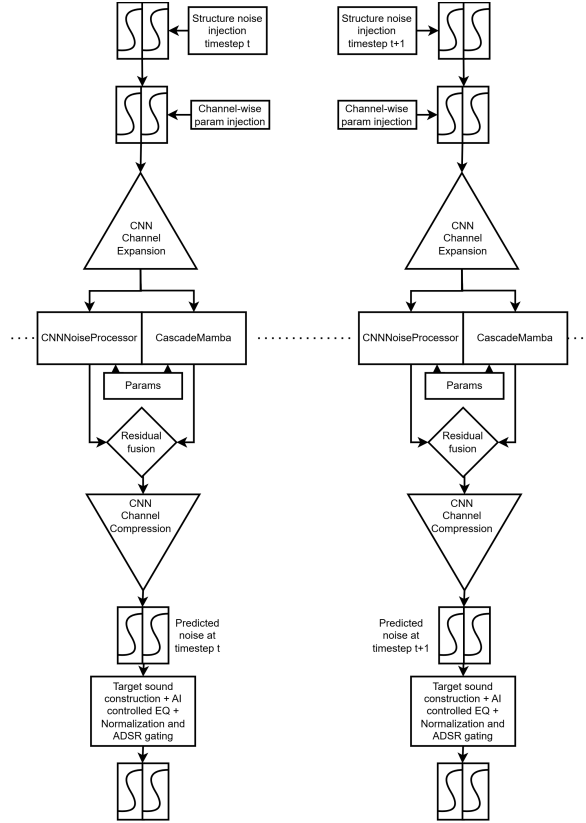 Structure noise
injection
timestep t
Channel-wise
param injection
CNN
Channel
Expansion
CNNNoiseProcessor
CascadeMamba
Params
Residual
fusion
CNN
Channel
Compression
Predicted
noise at
timestep t
Target sound
construction + AI
controlled EQ +
Normalization and
ADSR gating
Structure noise
injection
timestep t+1
Channel-wise
param injection
CNN
Channel
Expansion
CNNNoiseProcessor
CascadeMamba
Params
Residual
fusion
CNN
Channel
Compression
Predicted
noise at
timestep t+1
Target sound
construction + AI
controlled EQ +
Normalization and
ADSR gating